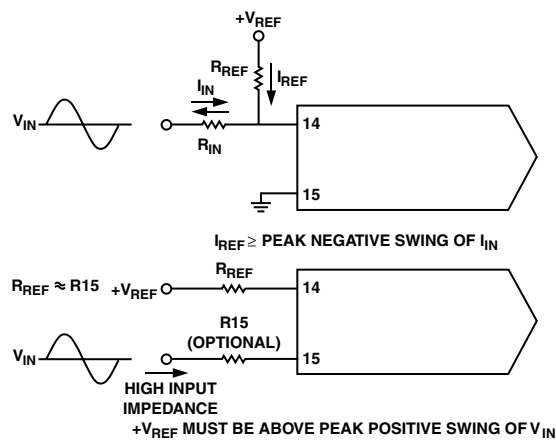 +VREF
RREF
IREF
IIN
VIN
RIN
14
15
IREF ≥ PEAK NEGATIVE SWING OF IIN
RREF ≈ R15
+VREF
RREF
14
R15
(OPTIONAL)
VIN
15
HIGH INPUT
IMPEDANCE
+VREF MUST BE ABOVE PEAK POSITIVE SWING OF VIN